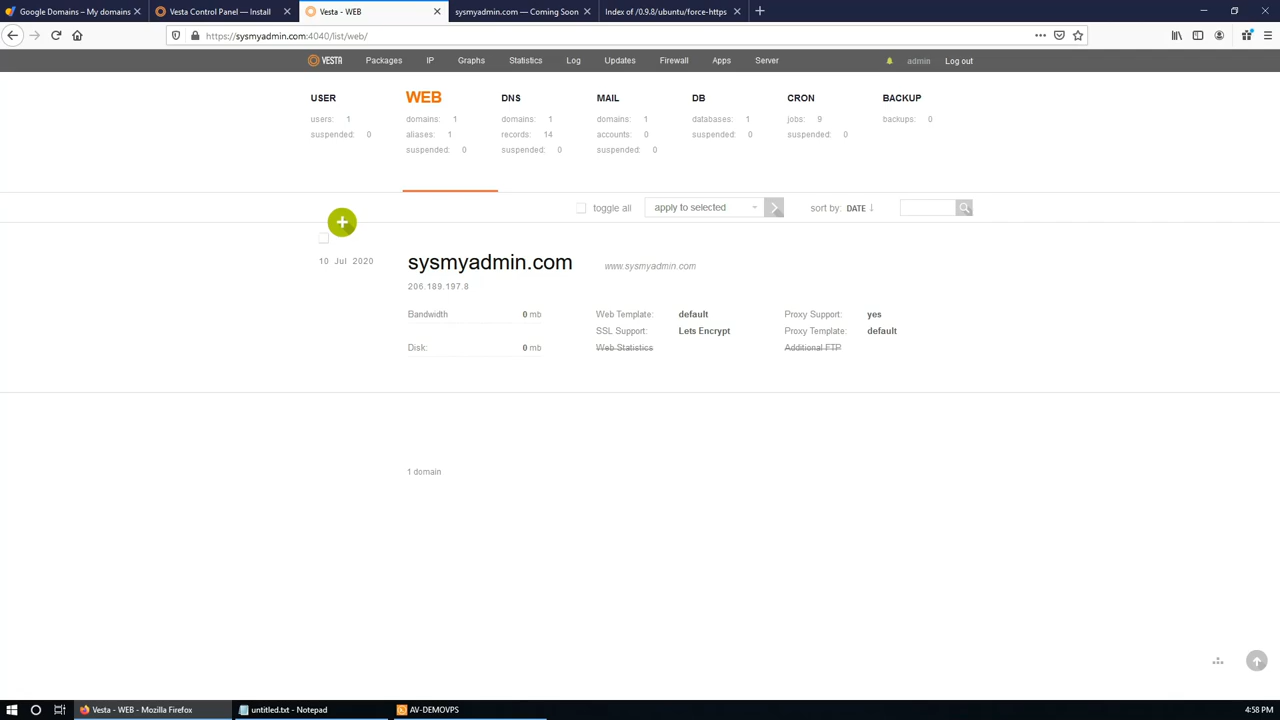 Google Domains – My domains
Vesta Control Panel — Install
Vesta - WEB
sysmyadmin.com — Coming Soon
Index of /0.9.8/ubuntu/force-https
https://sysmyadmin.com:4040/list/web/
VESTA Packages IP Graphs Statistics Log Updates Firewall Apps Server admin Log out
USER WEB DNS MAIL DB CRON BACKUP
users: 1 domains: 1 domains: 1 domains: 1 databases: 1 jobs: 9 backups: 0
suspended: 0 aliases: 1 records: 14 accounts: 0 suspended: 0 suspended: 0
suspended: 0 suspended: 0 suspended: 0
toggle all apply to selected sort by: DATE ↓
10 Jul 2020 sysmyadmin.com www.sysmyadmin.com
206.189.197.8
Bandwidth 0 mb Web Template: default Proxy Support: yes
SSL Support: Lets Encrypt Proxy Template: default
Disk: 0 mb Web Statistics Additional FTP
1 domain
Vesta - WEB - Mozilla Firefox untitled.txt - Notepad AV-DEMOVPS 4:58 PM